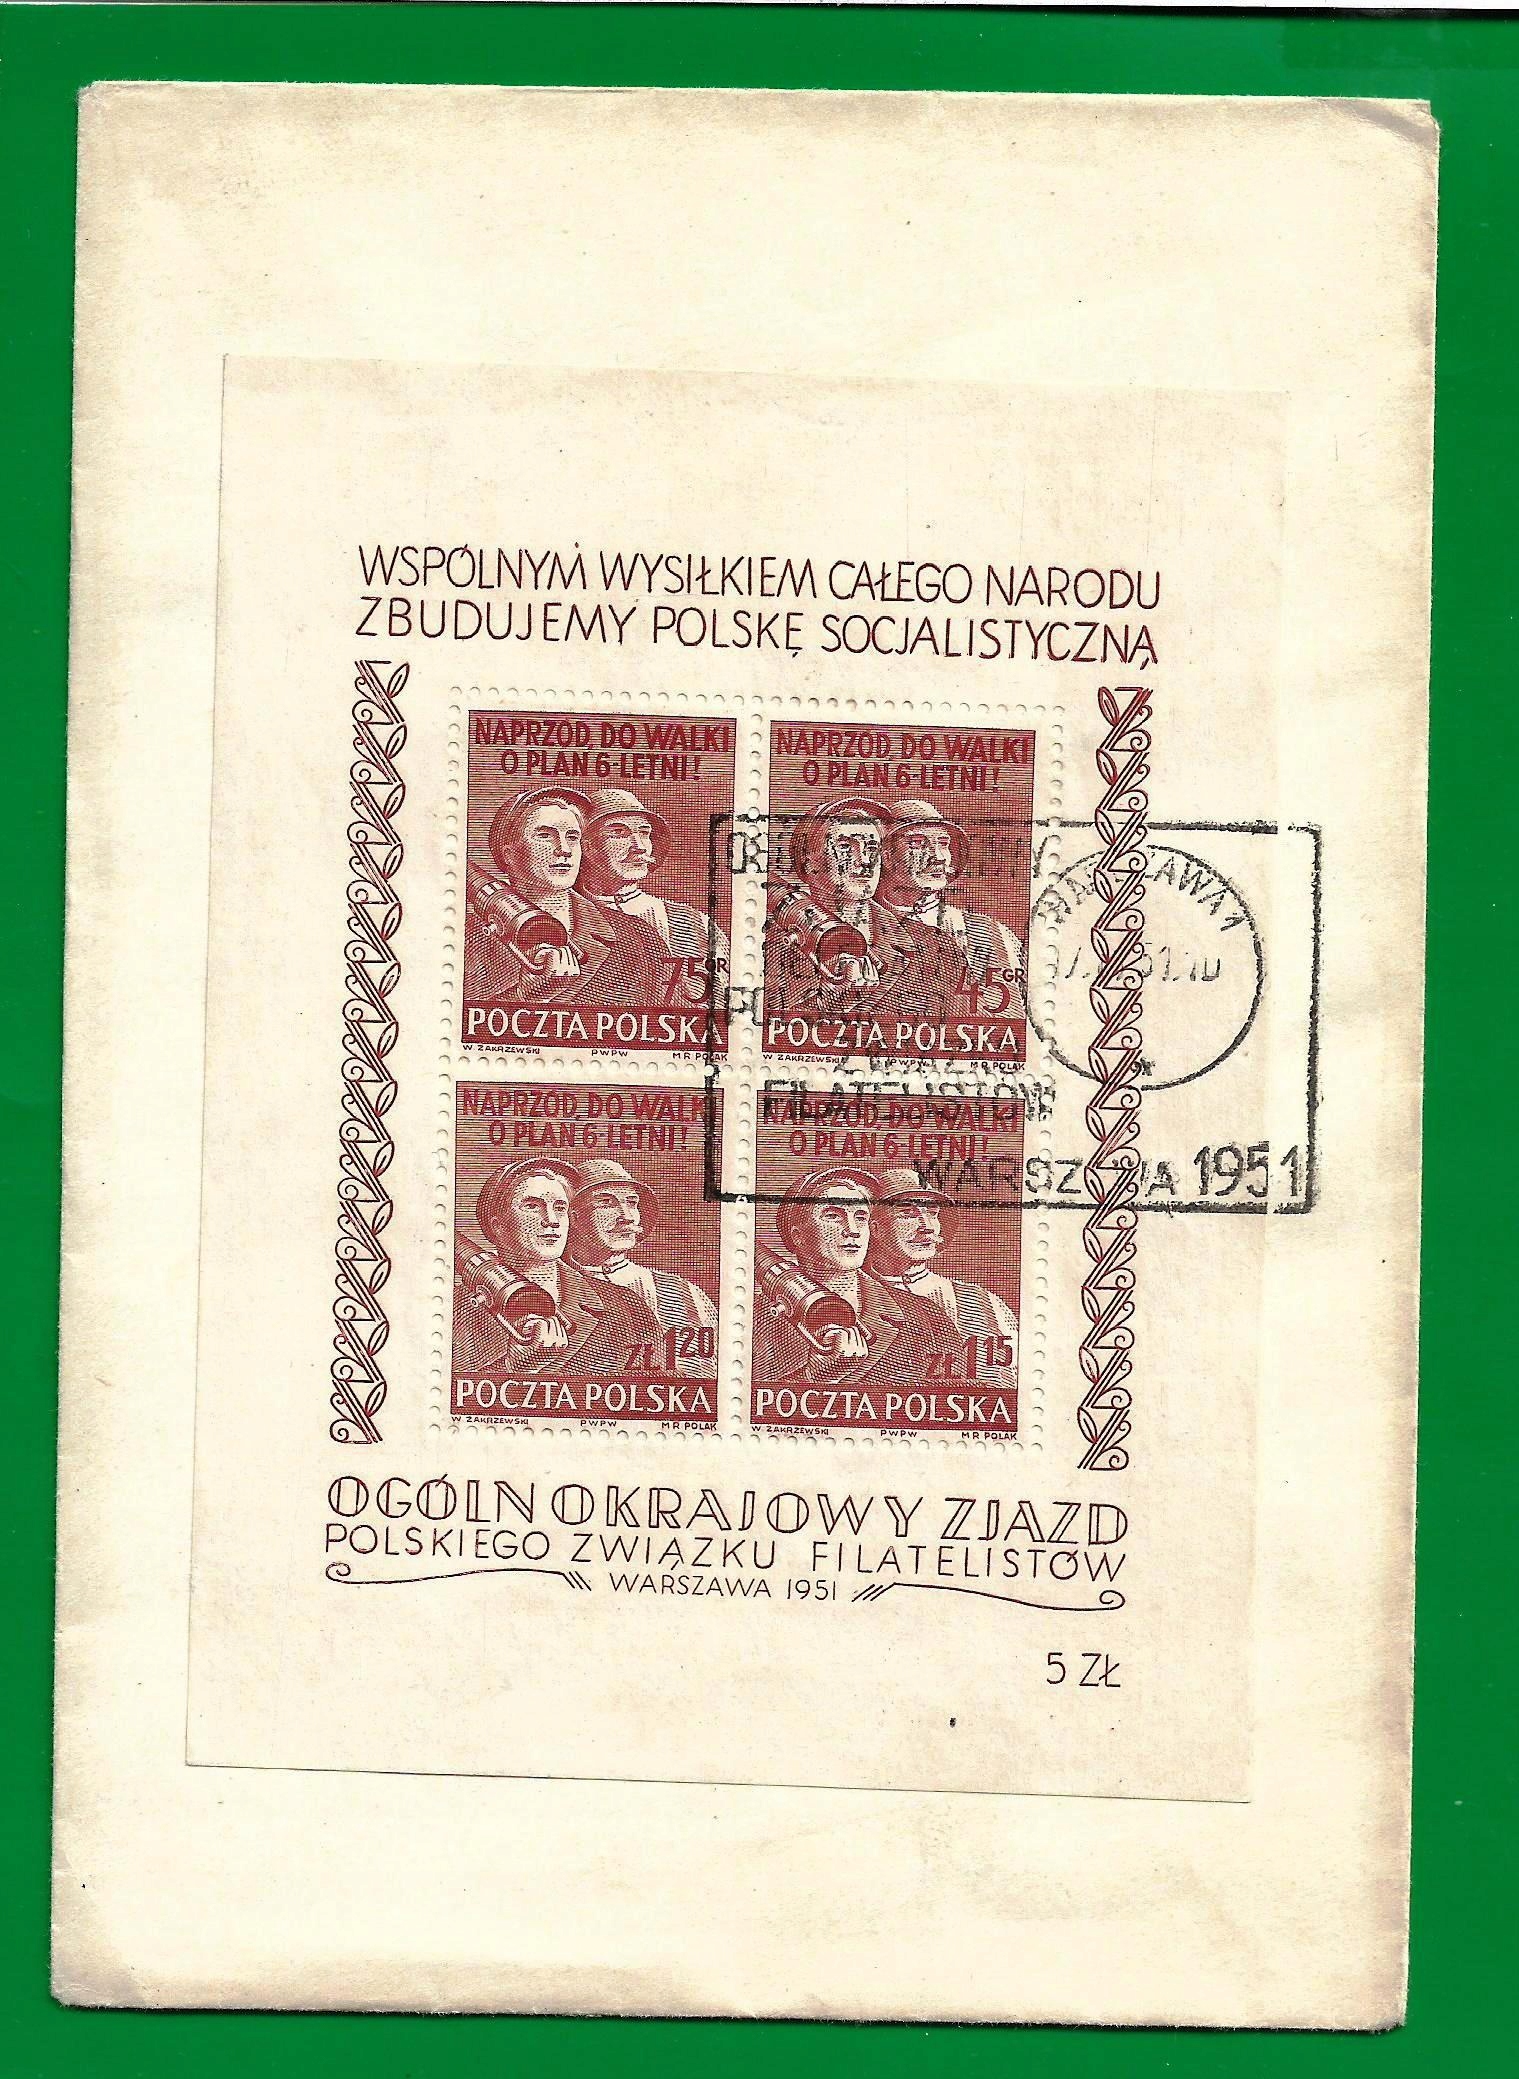 WSPÓLNYM WYSIŁKIEM CAŁEGO NARODU
ZBUDUJEMY POLSKĘ SOCJALISTYCZNĄ
NAPRZÓD, DO WALKI
O PLAN 6-LETNI!
75 GR
POCZTA POLSKA
W. ZAKRZEWSKI PWPW M R POLAK
NAPRZÓD, DO WALKI
O PLAN 6-LETNI!
45 GR
POCZTA POLSKA
W. ZAKRZEWSKI PWPW M R POLAK
NAPRZÓD, DO WALKI
O PLAN 6-LETNI!
ZŁ 1 20
POCZTA POLSKA
W. ZAKRZEWSKI PWPW M R POLAK
NAPRZÓD, DO WALKI
O PLAN 6-LETNI!
ZŁ 1 15
POCZTA POLSKA
W. ZAKRZEWSKI PWPW M R POLAK
FILATELISTÓW
WARSZAWA 1951
WARSZAWA 1
OGÓLNOKRAJOWY ZJAZD
POLSKIEGO ZWIĄZKU FILATELISTÓW
WARSZAWA 1951
5 ZŁ